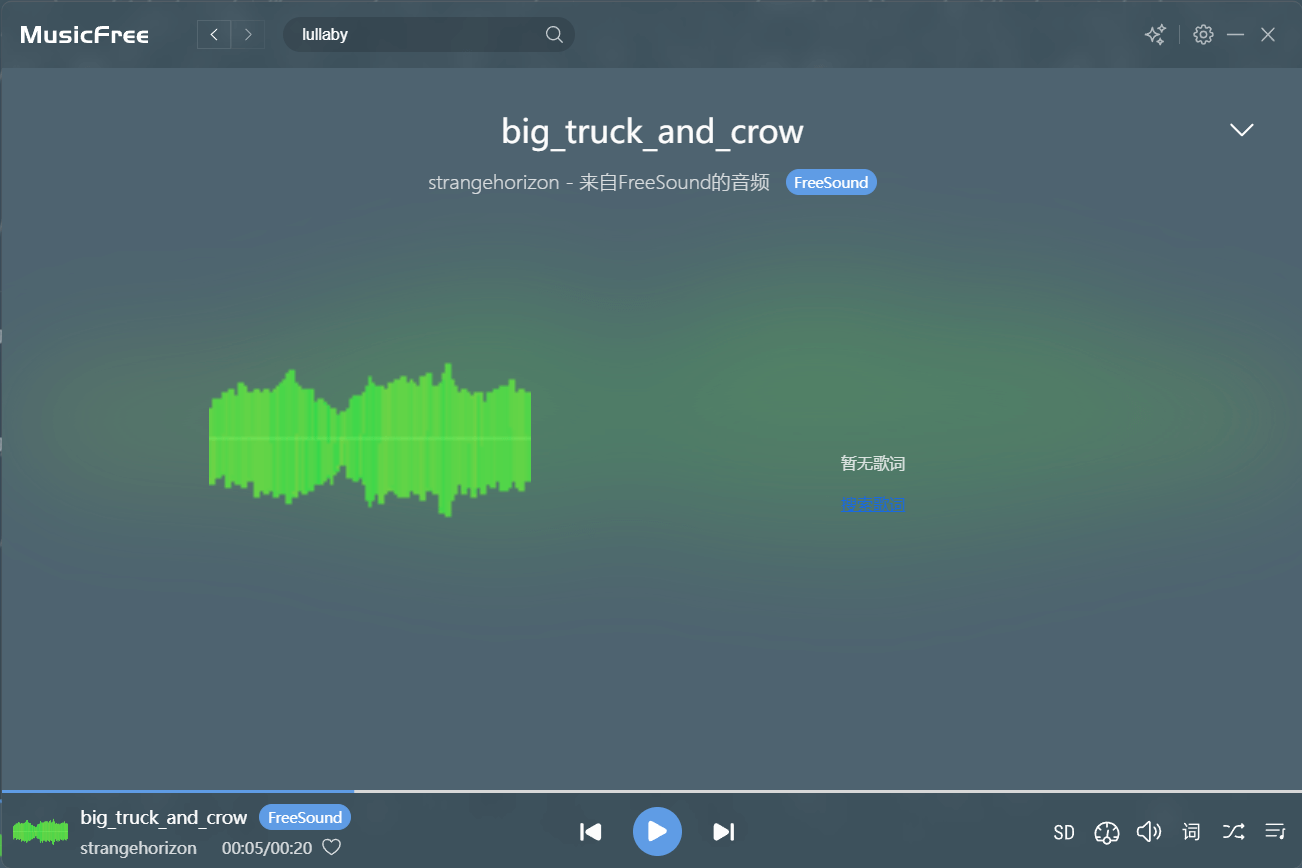 MusicFree
lullaby
big_truck_and_crow
strangehorizon - 来自FreeSound的音频 FreeSound
暂无歌词
搜索歌词
big_truck_and_crow FreeSound
strangehorizon 00:05/00:20
SD 词